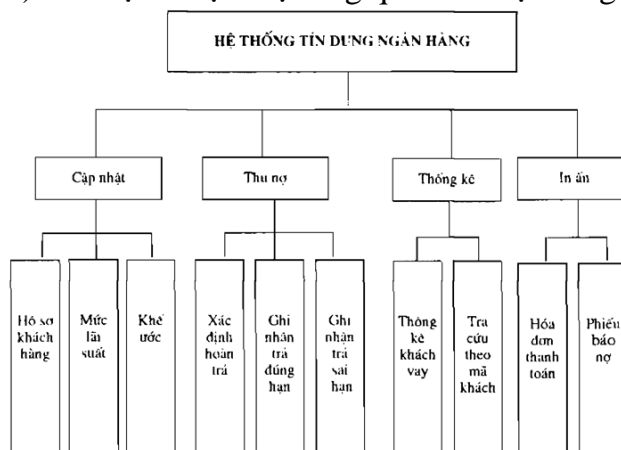 HỆ THỐNG TÍN DỤNG NGÂN HÀNG
Cập nhật
Thu nợ
Thống kê
In ấn
Hồ sơ
khách
hàng
Mức
lãi
suất
Khế
ước
Xác
định
hoàn
trả
Ghi
nhận
trả
đúng
hạn
Ghi
nhận
trả
sai
hạn
Thống
kê
khách
vay
Tra
cứu
theo
mã
khách
Hóa
đơn
thanh
toán
Phiếu
báo
nợ